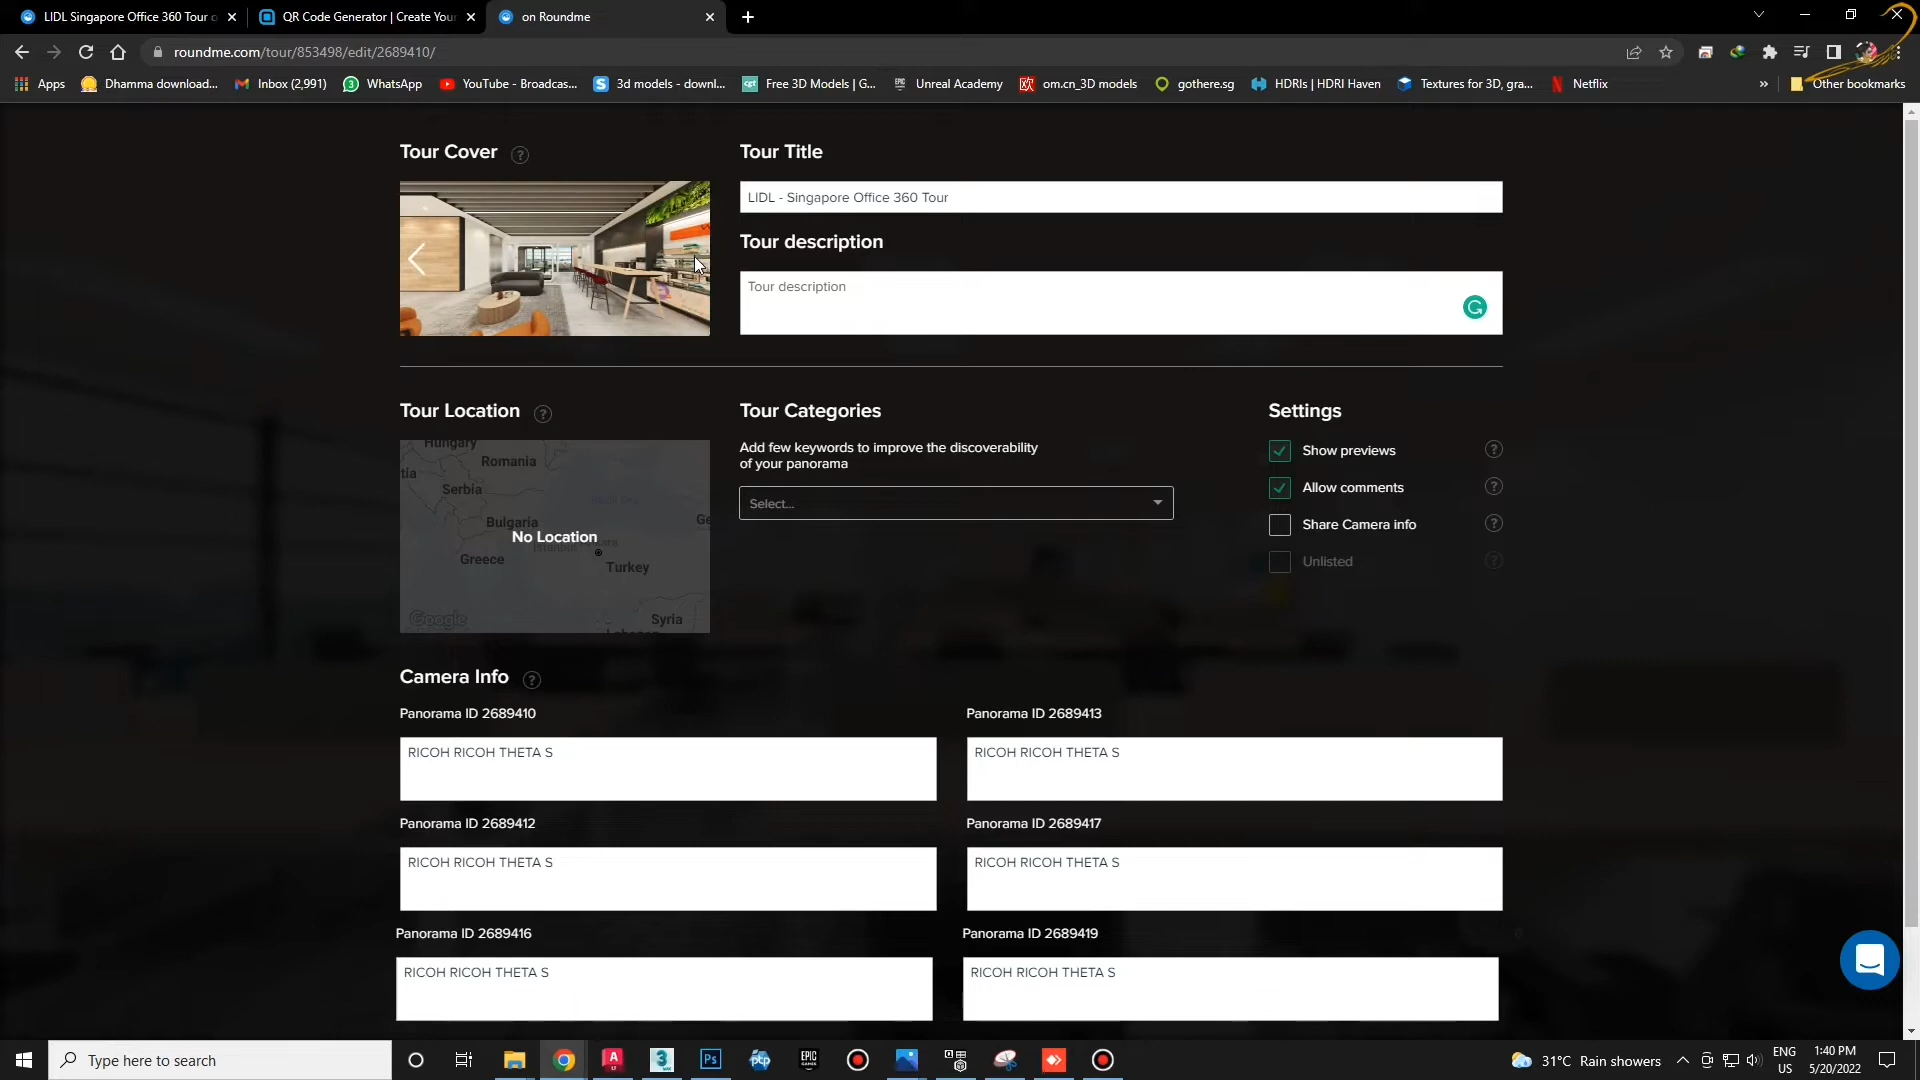 LIDL Singapore Office 360 Tour o
QR Code Generator | Create Your
on Roundme
roundme.com/tour/853498/edit/2689410/
Apps
Dhamma download...
Inbox (2,991)
WhatsApp
YouTube - Broadcas...
3d models - downl...
Free 3D Models | G...
Unreal Academy
om.cn_3D models
gothere.sg
HDRIs | HDRI Haven
Textures for 3D, gra...
Netflix
»
Other bookmarks
Tour Cover ?
Tour Title
LIDL - Singapore Office 360 Tour
Tour description
Tour description
Tour Location ?
Hungary
Romania
Serbia
Bulgaria
No Location
Greece
Turkey
Google
Syria
Tour Categories
Add few keywords to improve the discoverability
of your panorama
Select...
Settings
Show previews ?
Allow comments ?
Share Camera info ?
Unlisted ?
Camera Info ?
Panorama ID 2689410
Panorama ID 2689413
RICOH RICOH THETA S
RICOH RICOH THETA S
Panorama ID 2689412
Panorama ID 2689417
RICOH RICOH THETA S
RICOH RICOH THETA S
Panorama ID 2689416
Panorama ID 2689419
RICOH RICOH THETA S
RICOH RICOH THETA S
Type here to search
31°C Rain showers
ENG
US
1:40 PM
5/20/2022